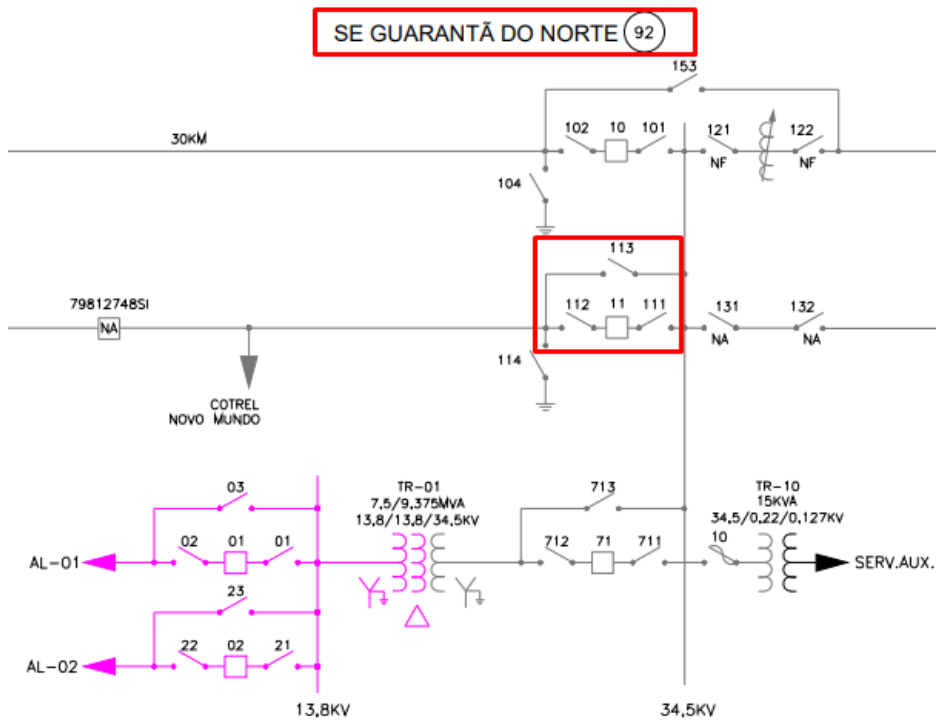 SE GUARANTÃ DO NORTE 92
153
30KM
102 10 101 121 122
NF NF
104
113
79812748SI
NA
112 11 111 131 132
NA NA
114
COTREL
NOVO MUNDO
03
TR-01
7.5/9.375MVA
13.8/13.8/34.5KV
713
TR-10
15KVA
34.5/0.22/0.127KV
02 01 01
712 71 711
10
AL-01
SERV.AUX.
23
22 02 21
AL-02
13,8KV
34,5KV